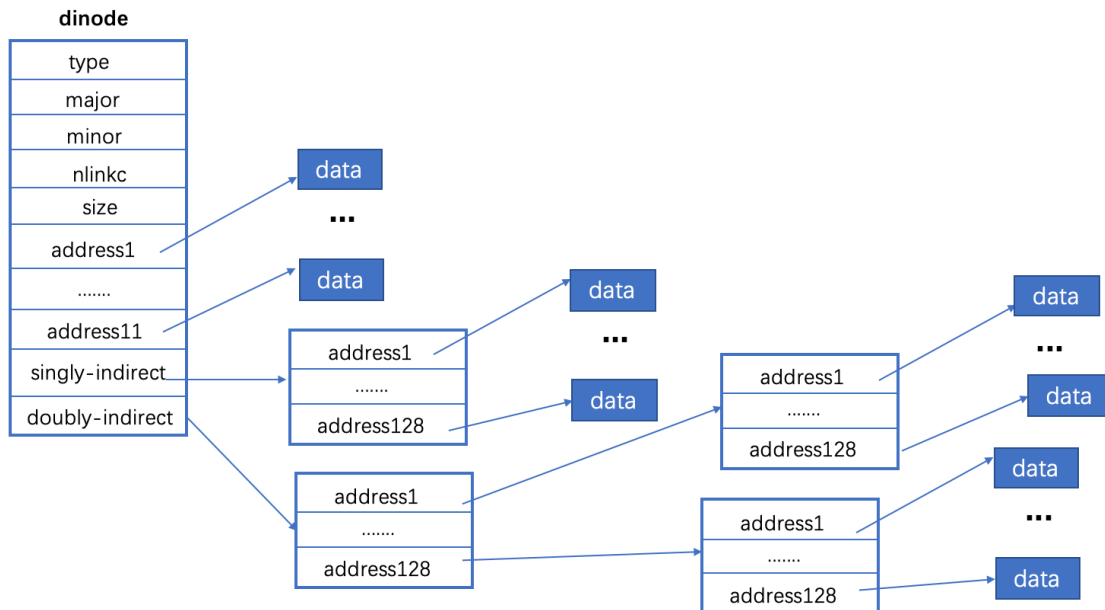 dinode
type
major
minor
nlinkc
size
address1
.......
address11
singly-indirect
doubly-indirect
data
...
data
address1
.......
address128
data
...
data
address1
.......
address128
address1
.......
address128
data
...
data
address1
.......
address128
data
...
data